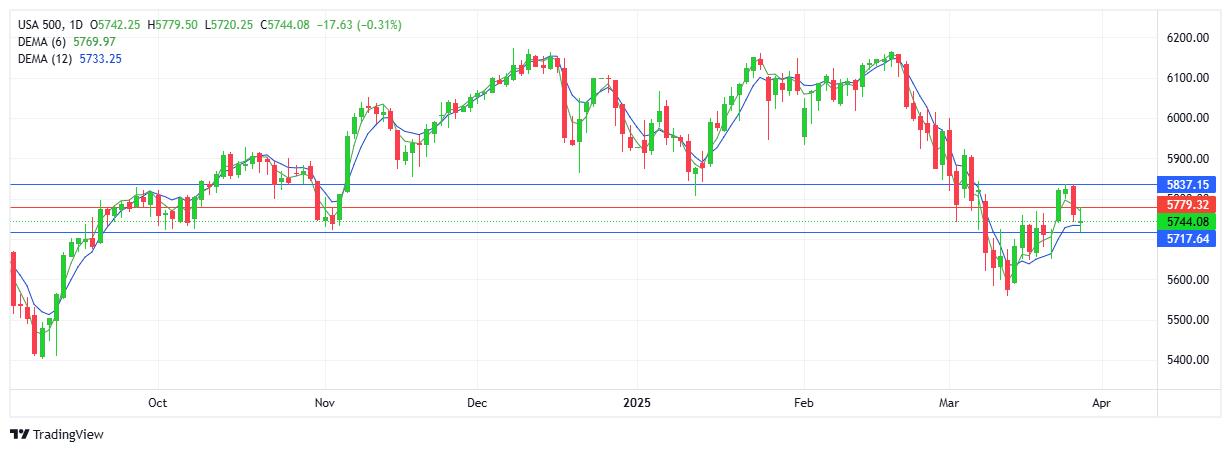 USA 500, 1D O5742.25 H5779.50 L5720.25 C5744.08 −17.63 (−0.31%)
DEMA (6) 5769.97
DEMA (12) 5733.25
6200.00
6100.00
6000.00
5900.00
5837.15
5779.32
5744.08
5717.64
5600.00
5500.00
5400.00
Oct Nov Dec 2025 Feb Mar Apr
TradingView